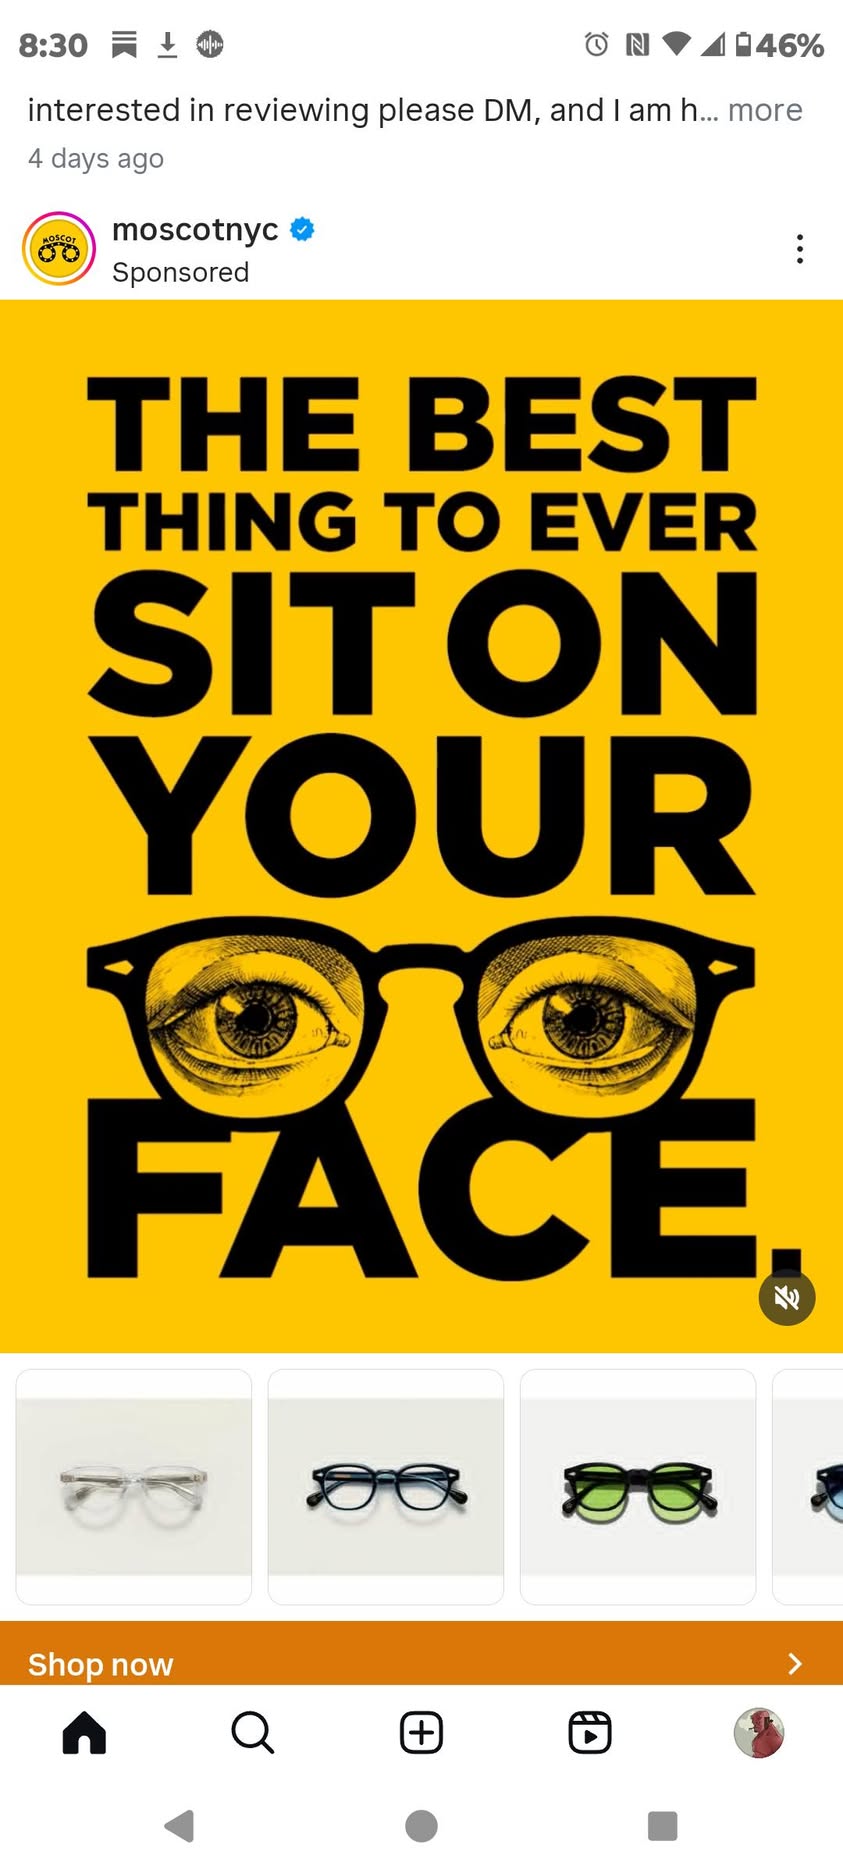 8:30
46%
interested in reviewing please DM, and I am h... more
4 days ago
MOSCOT
moscotnyc
Sponsored
THE BEST
THING TO EVER
SIT ON
YOUR
FACE.
Shop now